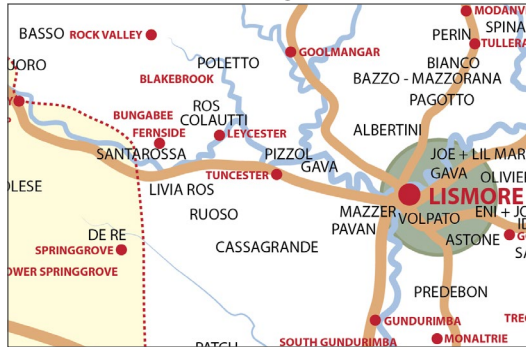 MODANV
BASSO
ROCK VALLEY
PERIN
SPINA
TULLERA
GOOLMANGAR
JORO
POLETTO
BIANCO
BLAKEBROOK
BAZZO - MAZZORANA
PAGOTTO
ROS
COLAUTTI
BUNGABEE
ALBERTINI
FERNSIDE
LEYCESTER
SANTAROSSA
PIZZOL
JOE + LIL MAR
GAVA
GAVA
TUNCESTER
OLIVIE
OLESE
LIVIA ROS
LISMORE
RUOSO
MAZZER
VOLPATO
ENI + JO
PAVAN
DE RE
ASTONE
SPRINGGROVE
CASSAGRANDE
OWER SPRINGGROVE
PREDEBON
GUNDURIMBA
TREG
SOUTH GUNDURIMBA
MONALTRIE